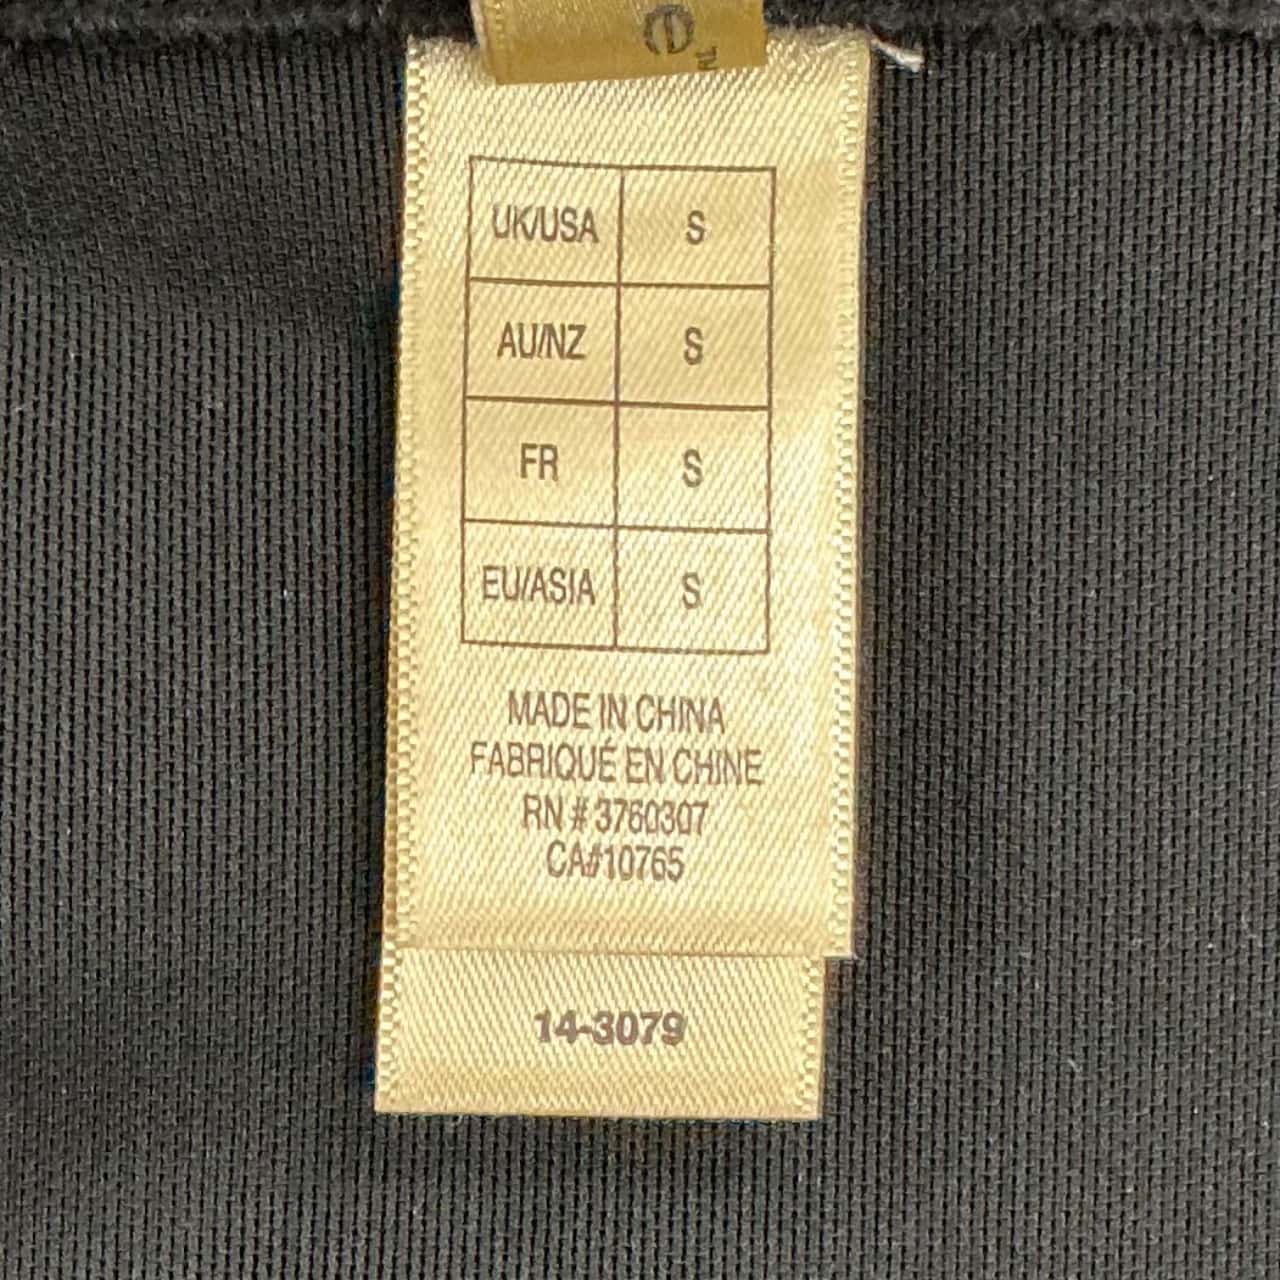 e™
UK/USA S
AU/NZ S
FR S
EU/ASIA S
MADE IN CHINA
FABRIQUÉ EN CHINE
RN # 3760307
CA#10765
14-3079